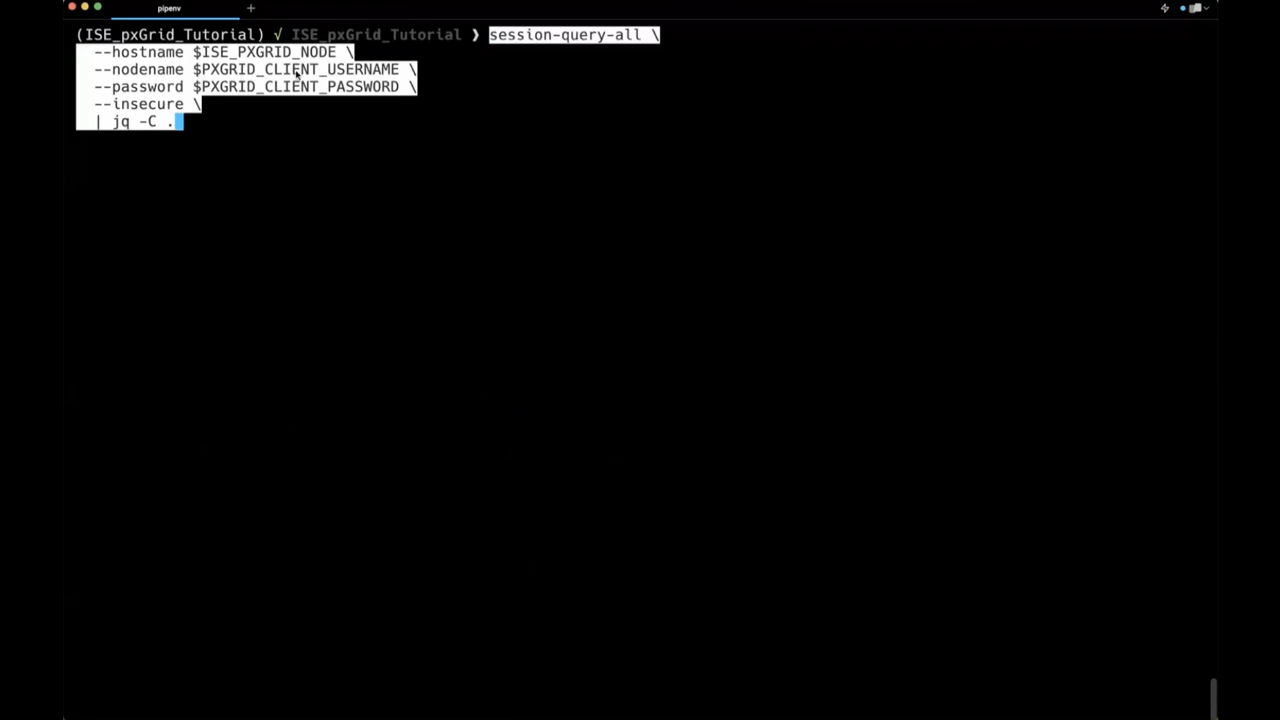 pipenv
(ISE_pxGrid_Tutorial) √ ISE_pxGrid_Tutorial ❯ session-query-all \
  --hostname $ISE_PXGRID_NODE \
  --nodename $PXGRID_CLIENT_USERNAME \
  --password $PXGRID_CLIENT_PASSWORD \
  --insecure \
  | jq -C .